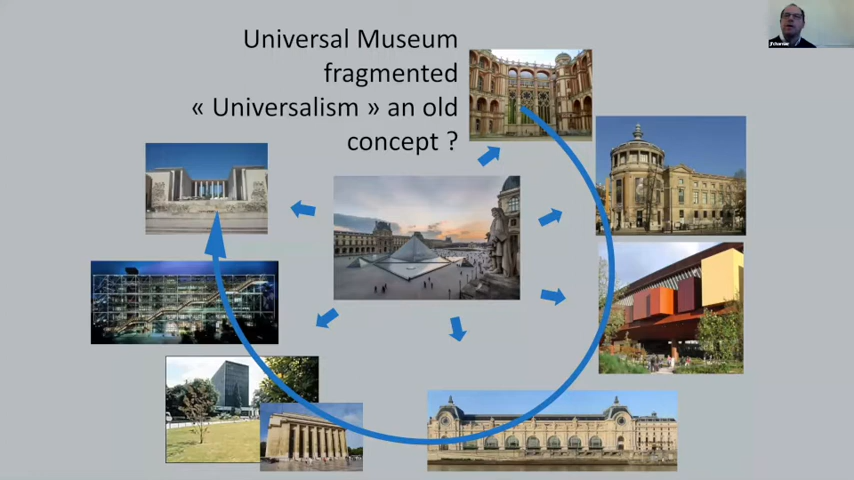 Universal Museum
fragmented
« Universalism » an old
concept ?